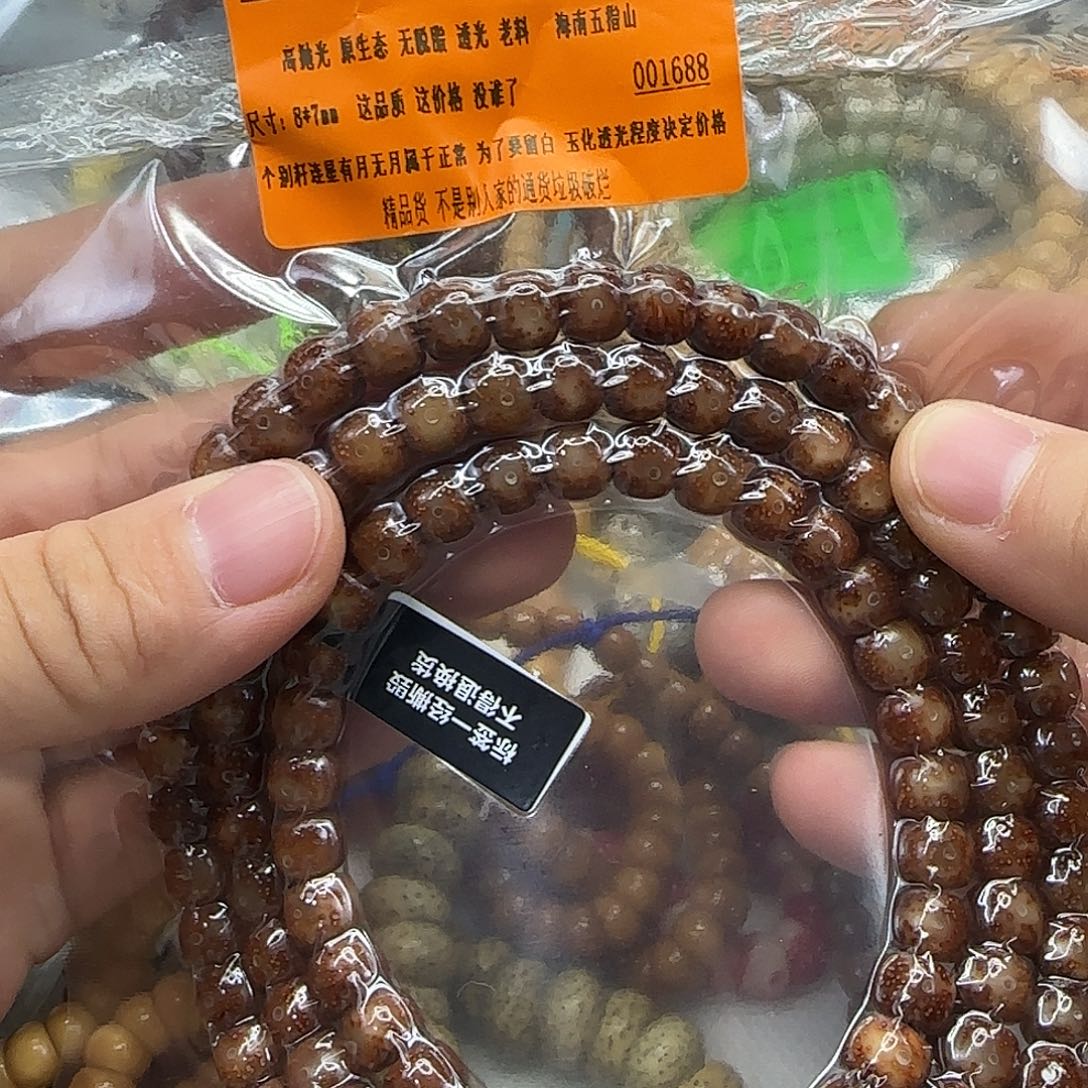 高抛光 原生态 无脱脂 透光 老料 海南五指山
001688
尺寸：8*7mm 这品质 这价格 没谁了
个别籽连星有月无月属于正常 为了要留白 玉化透光程度决定价格
精品货 不是别人家的通货垃圾破烂
标签一经撕毁
不得退换货